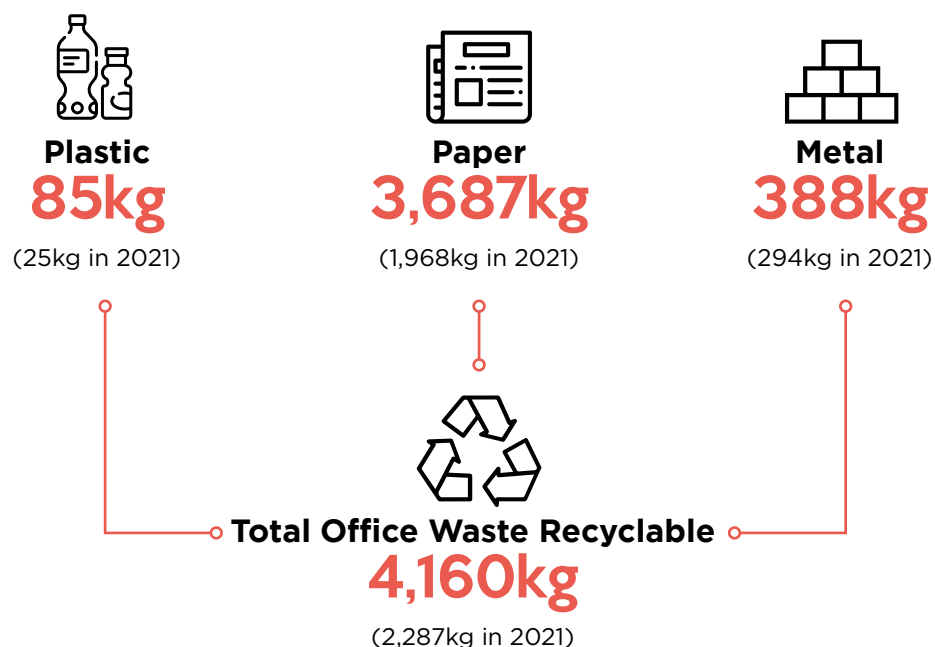 Plastic
85kg
(25kg in 2021)
Paper
3,687kg
(1,968kg in 2021)
Metal
388kg
(294kg in 2021)
Total Office Waste Recyclable
4,160kg
(2,287kg in 2021)